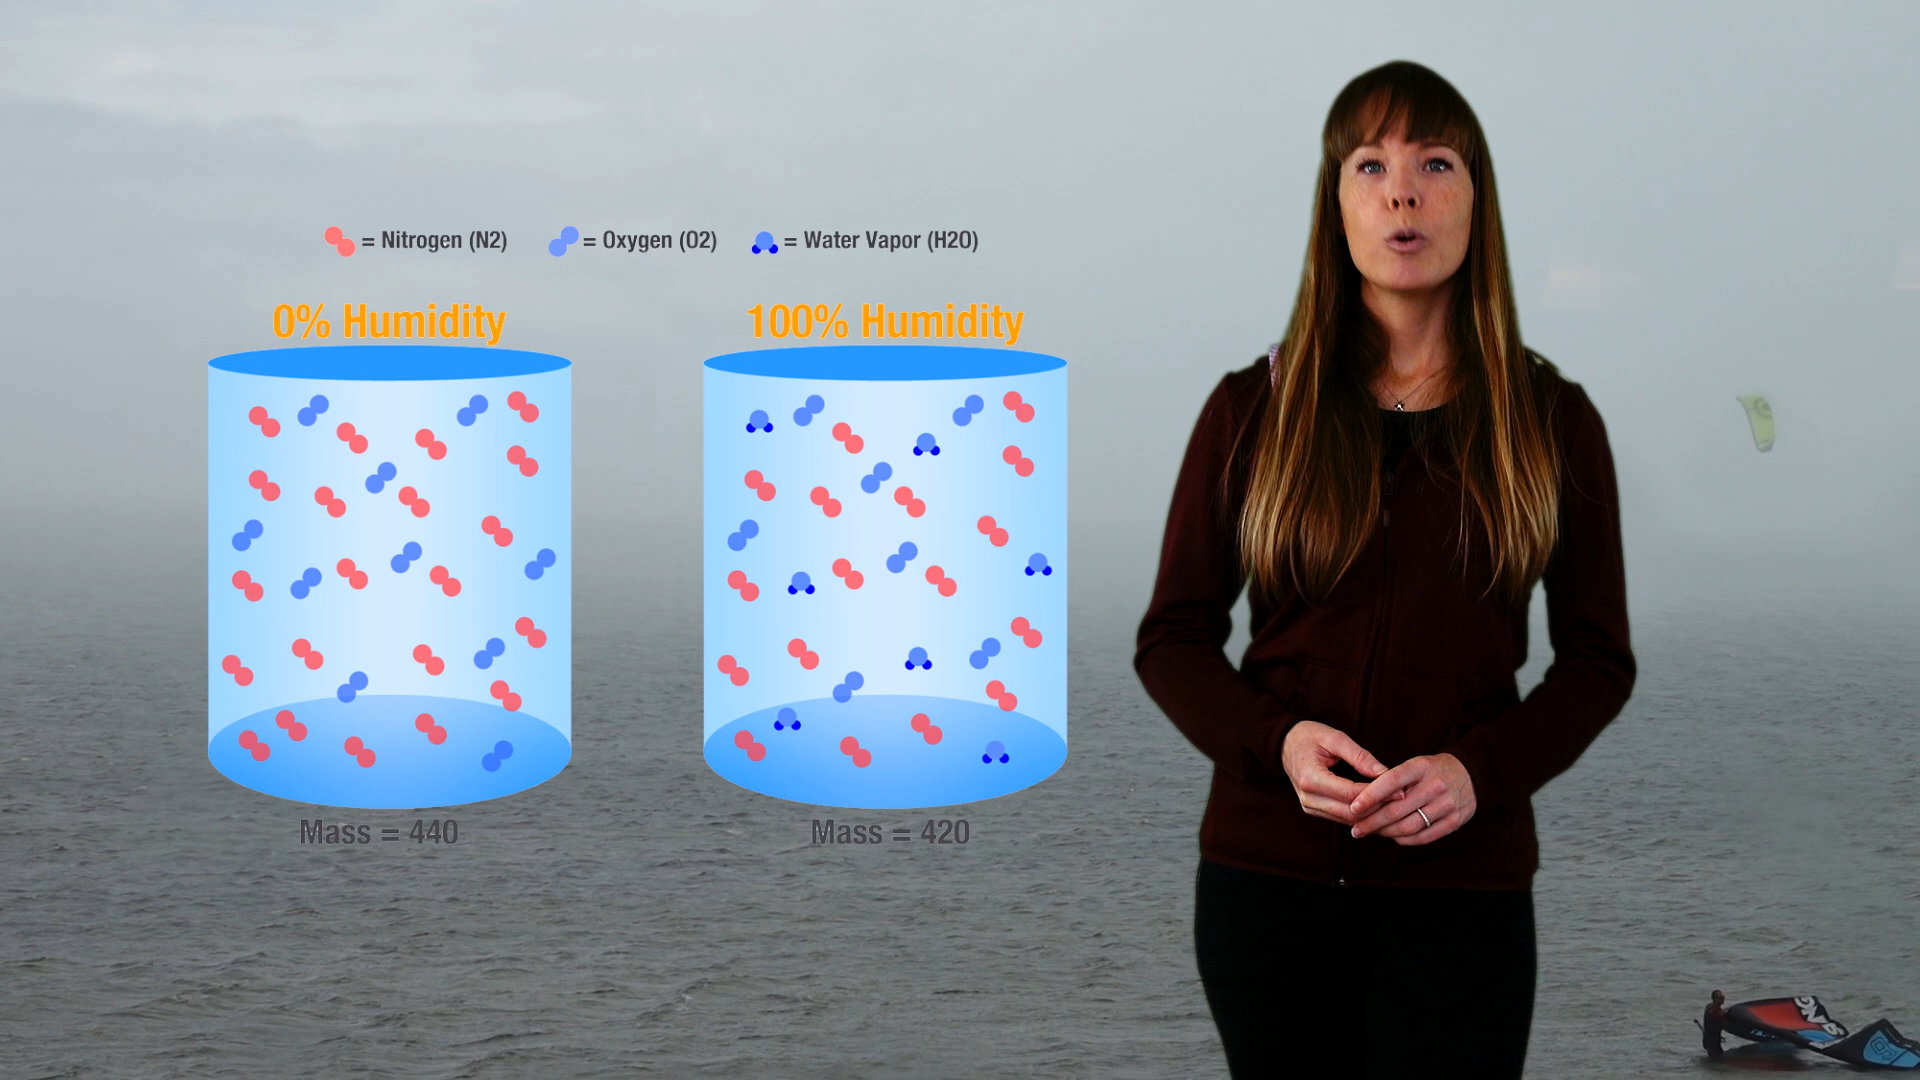 = Nitrogen (N2) = Oxygen (O2) = Water Vapor (H2O)
0% Humidity 100% Humidity
Mass = 440 Mass = 420